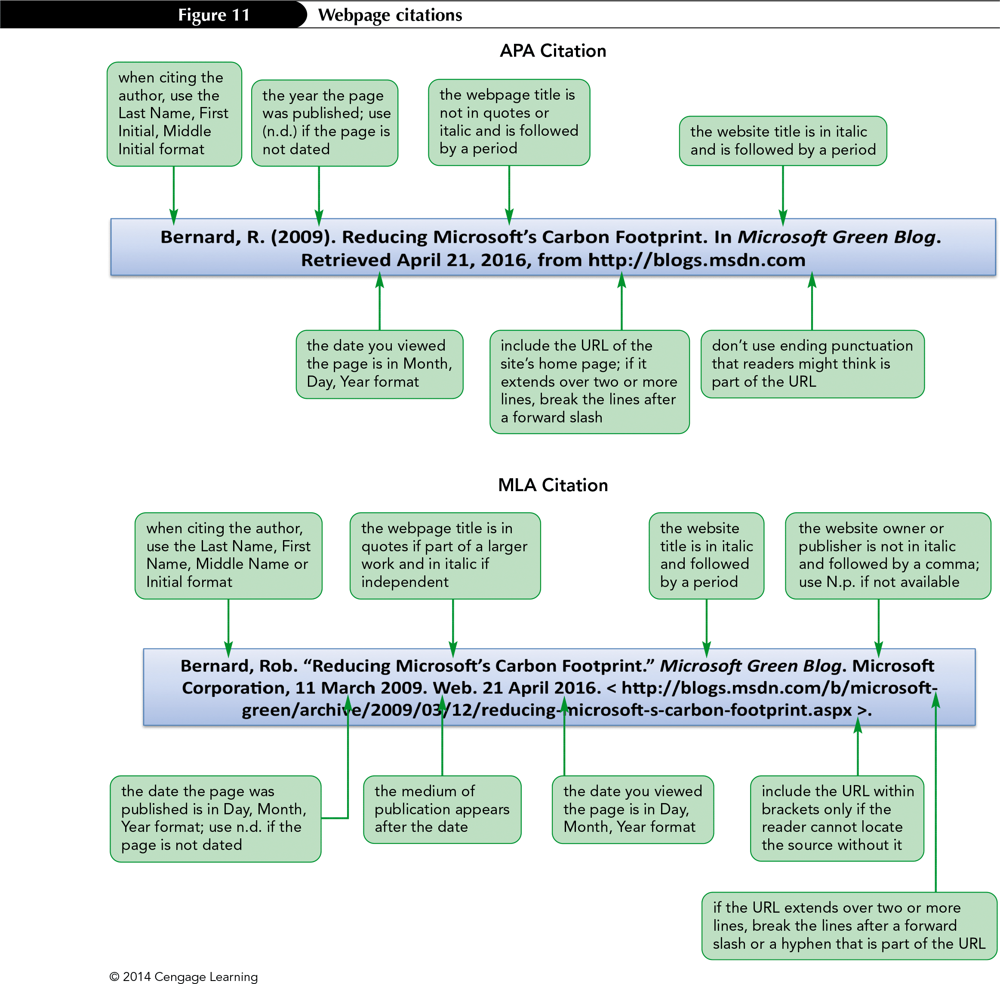 Figure 11
Webpage citations
APA Citation
when citing the
author, use the
Last Name, First
Initial, Middle
Initial format
the year the page
was published; use
(n.d.) if the page is
not dated
the webpage title is
not in quotes or
italic and is followed
by a period
the website title is in italic
and is followed by a period
Bernard, R. (2009). Reducing Microsoft’s Carbon Footprint. In Microsoft Green Blog.
Retrieved April 21, 2016, from http://blogs.msdn.com
the date you viewed
the page is in Month,
Day, Year format
include the URL of the
site’s home page; if it
extends over two or more
lines, break the lines after
a forward slash
don’t use ending punctuation
that readers might think is
part of the URL
MLA Citation
when citing the author,
use the Last Name, First
Name, Middle Name or
Initial format
the webpage title is in
quotes if part of a larger
work and in italic if
independent
the website
title is in italic
and followed
by a period
the website owner or
publisher is not in italic
and followed by a comma;
use N.p. if not available
Bernard, Rob. “Reducing Microsoft’s Carbon Footprint.” Microsoft Green Blog. Microsoft
Corporation, 11 March 2009. Web. 21 April 2016. < http://blogs.msdn.com/b/microsoft-
green/archive/2009/03/12/reducing-microsoft-s-carbon-footprint.aspx >.
the date the page was
published is in Day, Month,
Year format; use n.d. if the
page is not dated
the medium of
publication appears
after the date
the date you viewed
the page is in Day,
Month, Year format
include the URL within
brackets only if the
reader cannot locate
the source without it
if the URL extends over two or more
lines, break the lines after a forward
slash or a hyphen that is part of the URL
© 2014 Cengage Learning